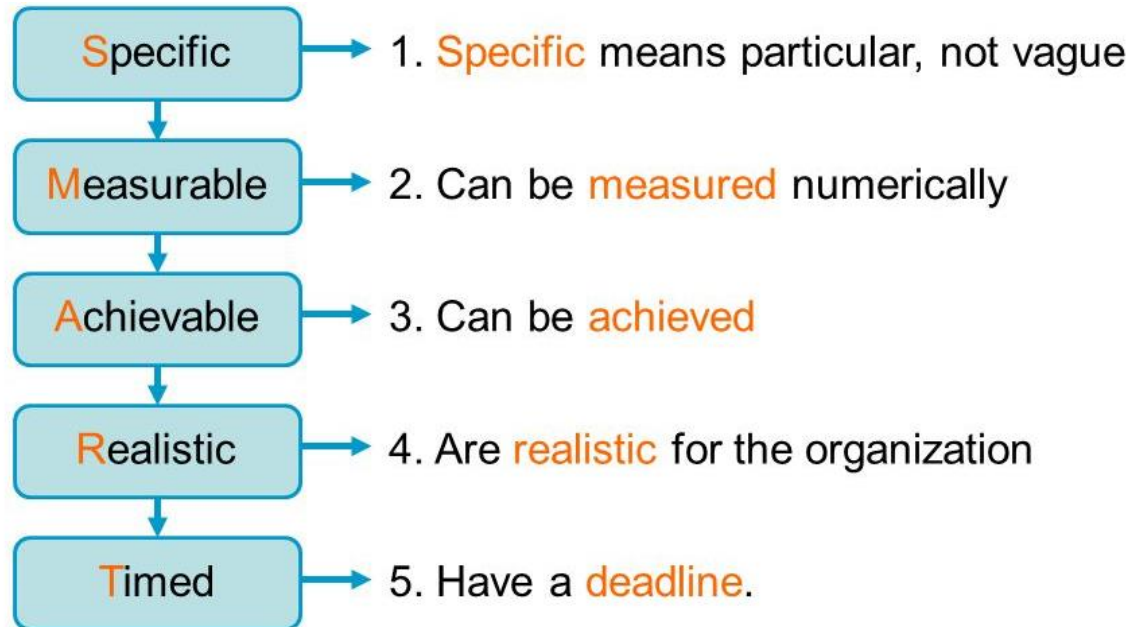 Specific
1. Specific means particular, not vague
Measurable
2. Can be measured numerically
Achievable
3. Can be achieved
Realistic
4. Are realistic for the organization
Timed
5. Have a deadline.